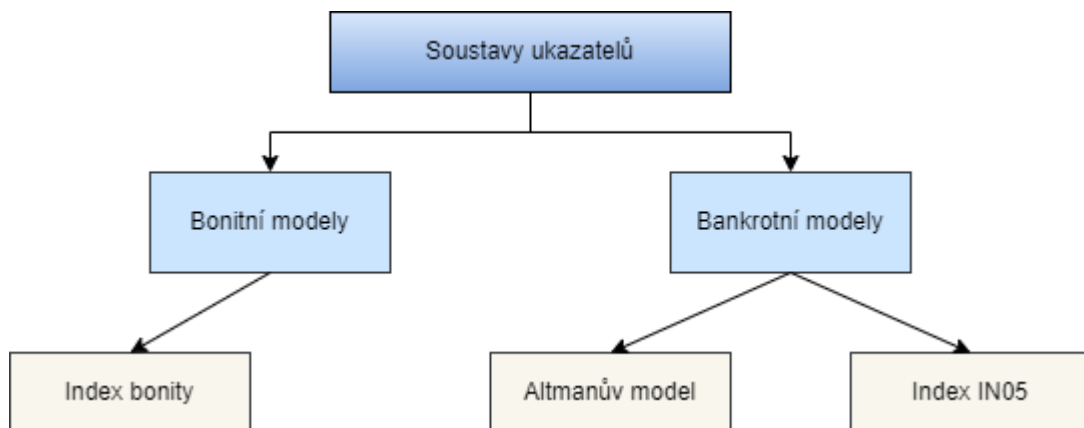 Soustavy ukazatelů
Bonitní modely
Bankrotní modely
Index bonity
Altmanův model
Index IN05